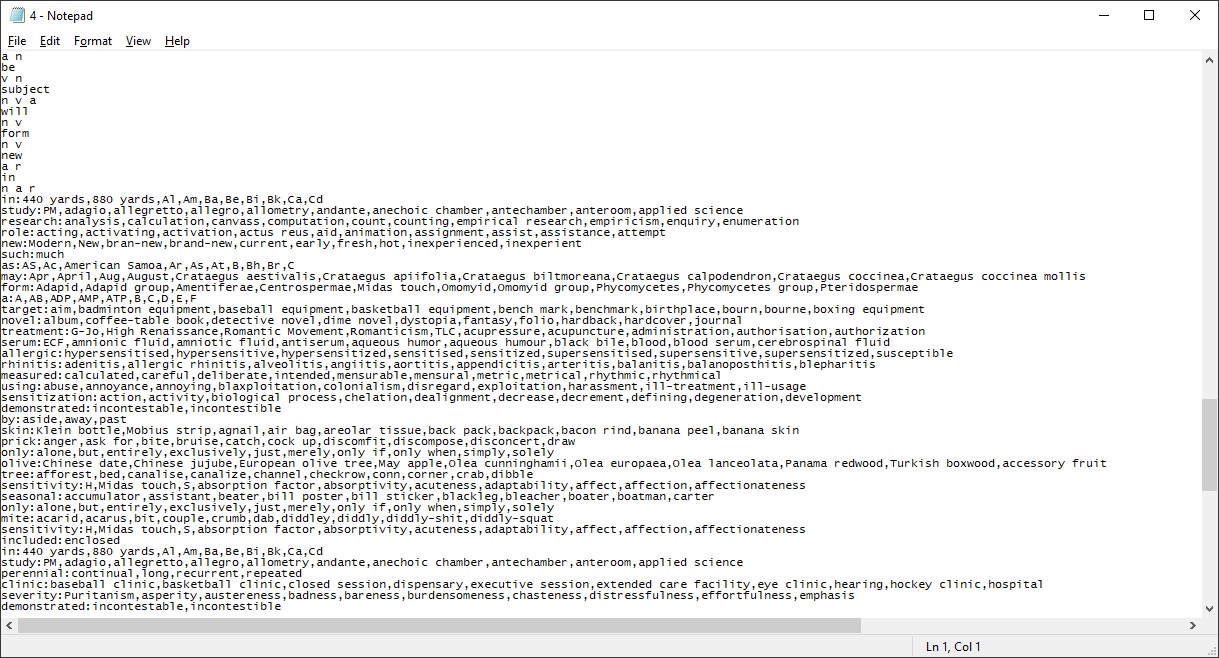 4 - Notepad
File Edit Format View Help
a n
be
v n
subject
n v a
will
n v
form
n v
new
a r
in
n a r
in:440 yards,880 yards,Al,Am,Ba,Be,Bi,Bk,Ca,Cd
study:PM,adagio,allegretto,allegro,allometry,andante,anechoic chamber,antechamber,anteroom,applied science
research:analysis,calculation,canvass,computation,count,counting,empirical research,empiricism,enquiry,enumeration
role:acting,activating,activation,actus reus,aid,animation,assignment,assist,assistance,attempt
new:Modern,New,bran-new,brand-new,current,early,fresh,hot,inexperienced,inexperient
such:much
as:AS,Ac,American Samoa,Ar,As,At,B,Bh,Br,C
may:Apr,April,Aug,August,Crataegus aestivalis,Crataegus apiifolia,Crataegus biltmoreana,Crataegus calpodendron,Crataegus coccinea,Crataegus coccinea mollis
form:Adapid,Adapid group,Amentiferae,Centrospermae,Midas touch,Omomyid,Omomyid group,Phycomycetes,Phycomycetes group,Pteridospermae
a:A,AB,ADP,AMP,ATP,B,C,D,E,F
target:aim,badminton equipment,baseball equipment,basketball equipment,bench mark,benchmark,birthplace,bourn,bourne,boxing equipment
novel:album,coffee-table book,detective novel,dime novel,dystopia,fantasy,folio,hardback,hardcover,journal
treatment:G-Jo,High Renaissance,Romantic Movement,Romanticism,TLC,acupressure,acupuncture,administration,authorisation,authorization
serum:ECF,amnionic fluid,amniotic fluid,antiserum,aqueous humor,aqueous humour,black bile,blood,blood serum,cerebrospinal fluid
allergic:hypersensitised,hypersensitive,hypersensitized,sensitised,sensitized,supersensitised,supersensitive,supersensitized,susceptible
rhinitis:adenitis,allergic rhinitis,alveolitis,angiitis,aortitis,appendicitis,arteritis,balanitis,balanoposthitis,blepharitis
measured:calculated,careful,deliberate,intended,mensurable,mensural,metric,metrical,rhythmic,rhythmical
using:abuse,annoyance,annoying,blaxploitation,colonialism,disregard,exploitation,harassment,ill-treatment,ill-usage
sensitization:action,activity,biological process,chelation,dealignment,decrease,decrement,defining,degeneration,development
demonstrated:incontestable,incontestible
by:aside,away,past
skin:Klein bottle,Mobius strip,agnail,air bag,areolar tissue,back pack,backpack,bacon rind,banana peel,banana skin
prick:anger,ask for,bite,bruise,catch,cock up,discomfit,discompose,disconcert,draw
only:alone,but,entirely,exclusively,just,merely,only if,only when,simply,solely
olive:Chinese date,Chinese jujube,European olive tree,May apple,Olea cunninghamii,Olea europaea,Olea lanceolata,Panama redwood,Turkish boxwood,accessory fruit
tree:afforest,bed,canalise,canalize,channel,checkrow,conn,corner,crab,dibble
sensitivity:H,Midas touch,S,absorption factor,absorptivity,acuteness,adaptability,affect,affection,affectionateness
seasonal:accumulator,assistant,beater,bill poster,bill sticker,blackleg,bleacher,boater,boatman,carter
only:alone,but,entirely,exclusively,just,merely,only if,only when,simply,solely
mite:acarid,acarus,bit,couple,crumb,dab,diddley,diddly,diddly-shit,diddly-squat
sensitivity:H,Midas touch,S,absorption factor,absorptivity,acuteness,adaptability,affect,affection,affectionateness
included:enclosed
in:440 yards,880 yards,Al,Am,Ba,Be,Bi,Bk,Ca,Cd
study:PM,adagio,allegretto,allegro,allometry,andante,anechoic chamber,antechamber,anteroom,applied science
perennial:continual,long,recurrent,repeated
clinic:baseball clinic,basketball clinic,closed session,dispensary,executive session,extended care facility,eye clinic,hearing,hockey clinic,hospital
severity:Puritanism,asperity,austereness,badness,bareness,burdensomeness,chasteness,distressfulness,effortfulness,emphasis
demonstrated:incontestable,incontestible
Ln 1, Col 1